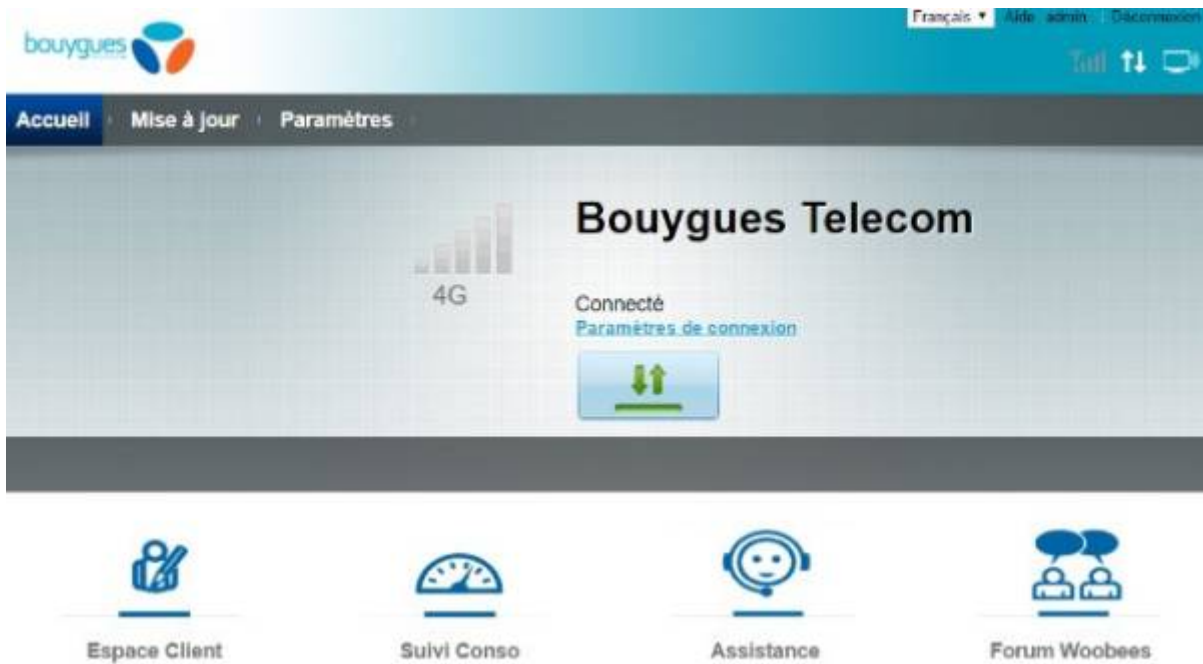 Français Aide admin Déconnexion
bouygues
Accueil Mise à jour Paramètres
Bouygues Telecom
4G
Connecté
Paramètres de connexion
Espace Client Suivi Conso Assistance Forum Woobees